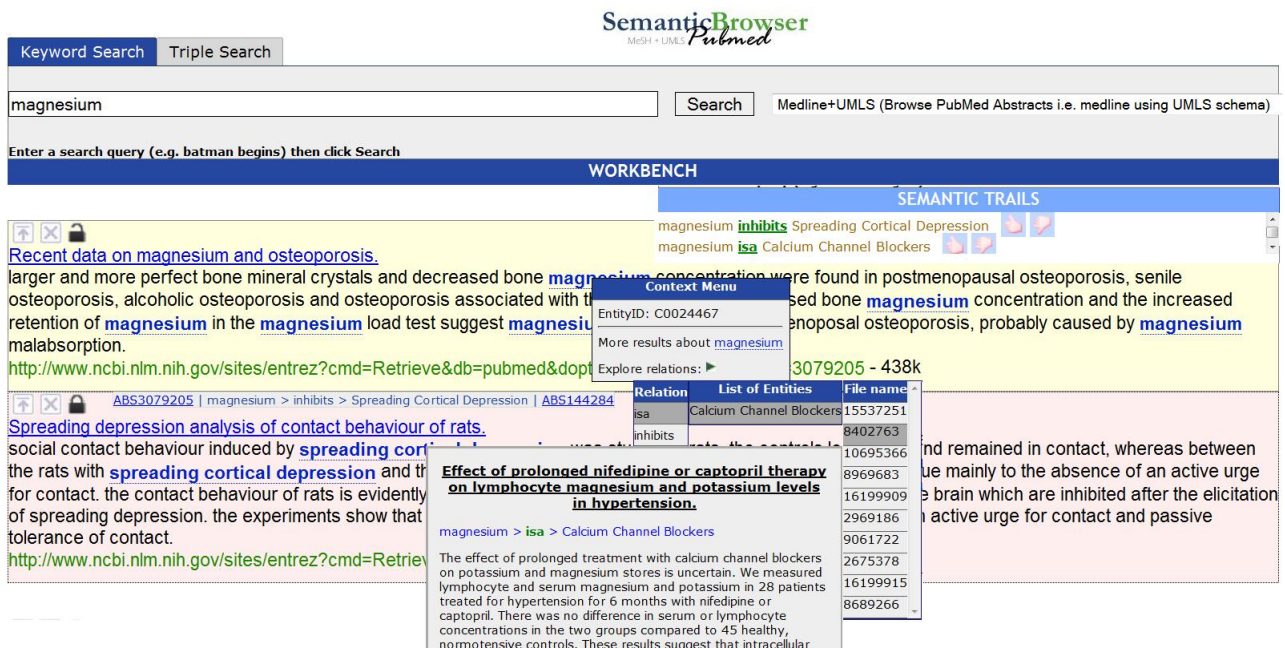 SemanticBrowser
MeSH + UMLS Pubmed
Keyword Search
Triple Search
magnesium
Search
Medline+UMLS (Browse PubMed Abstracts i.e. medline using UMLS schema)
Enter a search query (e.g. batman begins) then click Search
WORKBENCH
SEMANTIC TRAILS
magnesium inhibits Spreading Cortical Depression
magnesium isa Calcium Channel Blockers
Recent data on magnesium and osteoporosis.
larger and more perfect bone mineral crystals and decreased bone magnesium concentration were found in postmenopausal osteoporosis, senile
osteoporosis, alcoholic osteoporosis and osteoporosis associated with sed bone magnesium concentration and the increased
retention of magnesium in the magnesium load test suggest enoposal osteoporosis, probably caused by magnesium
malabsorption.
http://www.ncbi.nlm.nih.gov/sites/entrez?cmd=Retrieve&db=pubmed&dopt 3079205 - 438k
Context Menu
EntityID: C0024467
More results about magnesium
Explore relations:
Relation
isa
inhibits
List of Entities
Calcium Channel Blockers
File name
15537251
8402763
10695366
8969683
16199909
2969186
9061722
2675378
16199915
8689266
ABS3079205 | magnesium > inhibits > Spreading Cortical Depression | ABS144284
Spreading depression analysis of contact behaviour of rats.
social contact behaviour induced by spreading nd remained in contact, whereas between
the rats with spreading cortical depression and ue mainly to the absence of an active urge
for contact. the contact behaviour of rats is evidently e brain which are inhibited after the elicitation
of spreading depression. the experiments show that active urge for contact and passive
tolerance of contact.
http://www.ncbi.nlm.nih.gov/sites/entrez?cmd=Retriev
Effect of prolonged nifedipine or captopril therapy
on lymphocyte magnesium and potassium levels
in hypertension.
magnesium > isa > Calcium Channel Blockers
The effect of prolonged treatment with calcium channel blockers
on potassium and magnesium stores is uncertain. We measured
lymphocyte and serum magnesium and potassium in 28 patients
treated for hypertension for 6 months with nifedipine or
captopril. There was no difference in serum or lymphocyte
concentrations in the two groups compared to 45 healthy,
normotensive controls. These results suggest that intracellular